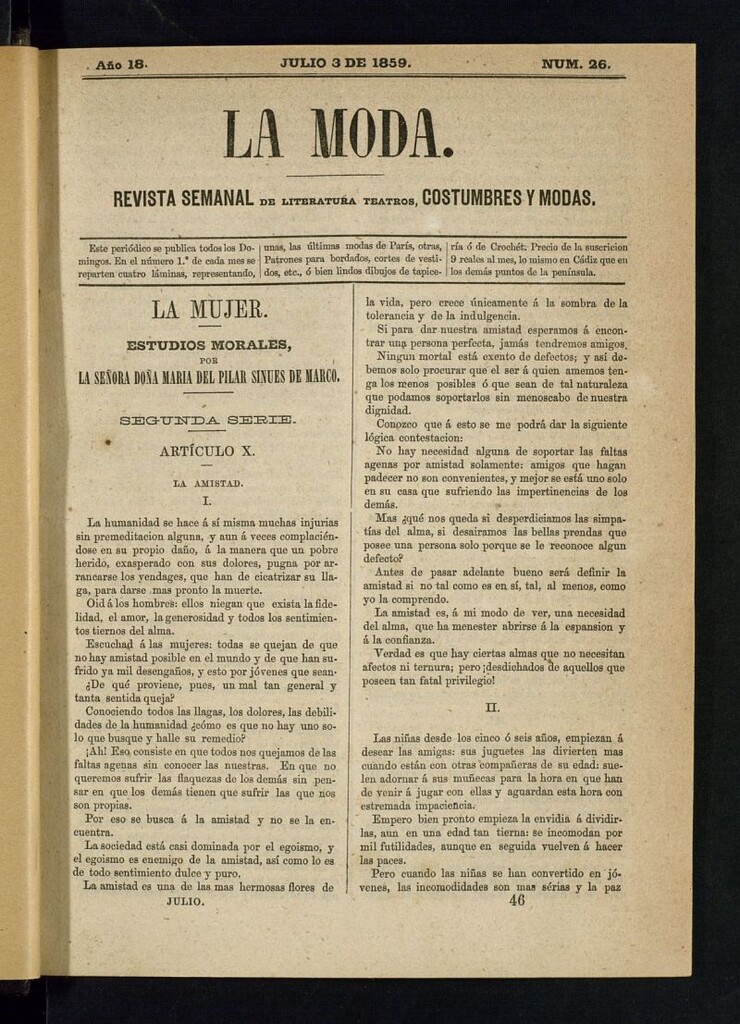 Año 18.
JULIO 3 DE 1859.
NUM. 26.
LA MODA.
REVISTA SEMANAL DE LITERATURA TEATROS, COSTUMBRES Y MODAS.
Este periódico se publica todos los Do-
mingos. En el número 1.º de cada mes se
reparten cuatro láminas, representando,
unas, las últimas modas de París, otras,
Patrones para bordados, cortes de vesti-
dos, etc., ó bien lindos dibujos de tapice-
ría ó de Crochét. Precio de la suscricion
9 reales al mes, lo mismo en Cádiz que en
los demás puntos de la península.
LA MUJER.
ESTUDIOS MORALES,
POR
LA SEÑORA DOÑA MARIA DEL PILAR SINUES DE MARCO.
SEGUNDA SERIE.
ARTÍCULO X.
LA AMISTAD.
I.
La humanidad se hace á sí misma muchas injurias
sin premeditacion alguna, y aun á veces complacién-
dose en su propio daño, á la manera que un pobre
herido, exasperado con sus dolores, pugna por ar-
rancarse los vendages, que han de cicatrizar su lla-
ga, para darse mas pronto la muerte.
Oid á los hombres: ellos niegan que exista la fide-
lidad, el amor, la generosidad y todos los sentimien-
tos tiernos del alma.
Escuchad á las mujeres: todas se quejan de que
no hay amistad posible en el mundo y de que han su-
frido ya mil desengaños, y esto por jóvenes que sean.
¿De qué proviene, pues, un mal tan general y
tanta sentida queja?
Conociendo todos las llagas, los dolores, las debili-
dades de la humanidad ¿cómo es que no hay uno so-
lo que busque y halle su remedio?
¡Ah! Eso consiste en que todos nos quejamos de las
faltas agenas sin conocer las nuestras. En que no
queremos sufrir las flaquezas de los demás sin pen-
sar en que los demás tienen que sufrir las que nos
son propias.
Por eso se busca á la amistad y no se la en-
cuentra.
La sociedad está casi dominada por el egoismo, y
el egoismo es enemigo de la amistad, así como lo es
de todo sentimiento dulce y puro.
La amistad es una de las mas hermosas flores de
JULIO.
la vida, pero crece únicamente á la sombra de la
tolerancia y de la indulgencia.
Si para dar nuestra amistad esperamos á encon-
trar una persona perfecta, jamás tendremos amigos.
Ningun mortal está exento de defectos; y así de-
bemos solo procurar que el ser á quien amemos ten-
ga los menos posibles ó que sean de tal naturaleza
que podamos soportarlos sin menoscabo de nuestra
dignidad.
Conozco que á esto se me podrá dar la siguiente
lógica contestacion:
No hay necesidad alguna de soportar las faltas
agenas por amistad solamente: amigos que hagan
padecer no son convenientes, y mejor se está uno solo
en su casa que sufriendo las impertinencias de los
demás.
Mas ¿qué nos queda si desperdiciamos las simpa-
tías del alma, si desairamos las bellas prendas que
posee una persona solo porque se le reconoce algun
defecto?
Antes de pasar adelante bueno será definir la
amistad si no tal como es en sí, tal, al menos, como
yo la comprendo.
La amistad es, á mi modo de ver, una necesidad
del alma, que ha menester abrirse á la espansion y
á la confianza.
Verdad es que hay ciertas almas que no necesitan
afectos ni ternura; pero ¡desdichados de aquellos que
poseen tan fatal privilegio!
II.
Las niñas desde los cinco ó seis años, empiezan á
desear las amigas: sus juguetes las divierten mas
cuando están con otras compañeras de su edad: sue-
len adornar á sus muñecas para la hora en que han
de venir á jugar con ellas y aguardan esta hora con
estremada impaciencia.
Empero bien pronto empieza la envidia á dividir-
las, aun en una edad tan tierna: se incomodan por
mil futilidades, aunque en seguida vuelven á hacer
las paces.
Pero cuando las niñas se han convertido en jó-
venes, las incomodidades son mas sérias y la paz
46